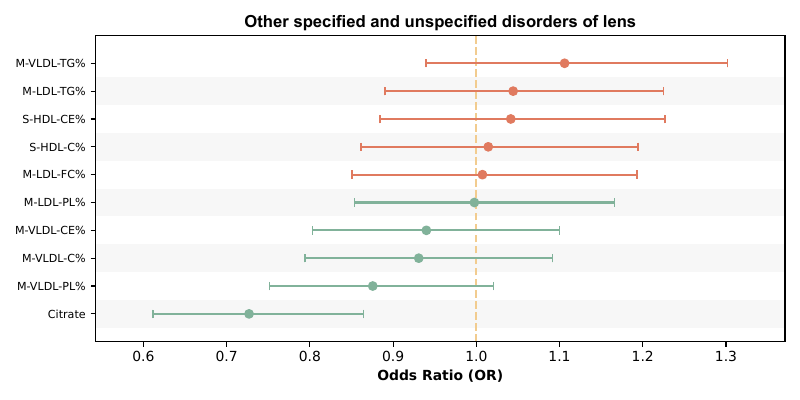 Other specified and unspecified disorders of lens
M-VLDL-TG%
M-LDL-TG%
S-HDL-CE%
S-HDL-C%
M-LDL-FC%
M-LDL-PL%
M-VLDL-CE%
M-VLDL-C%
M-VLDL-PL%
Citrate
0.6 0.7 0.8 0.9 1.0 1.1 1.2 1.3
Odds Ratio (OR)